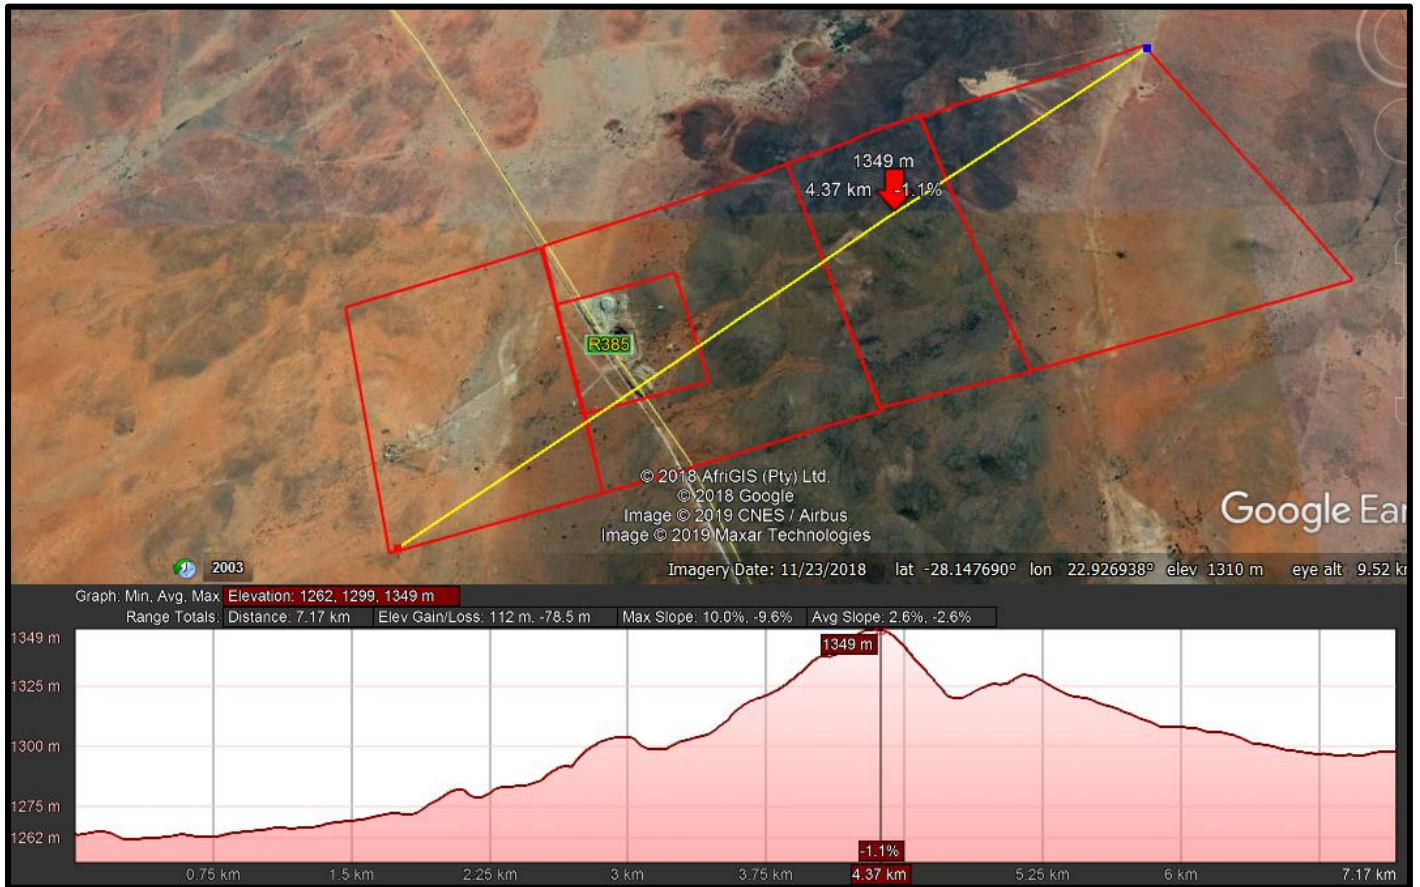 1349 m
4.37 km -1.1%
R385
© 2018 AfriGIS (Pty) Ltd.
© 2018 Google
Image © 2019 CNES / Airbus
Image © 2019 Maxar Technologies
Google Ear
2003
Imagery Date: 11/23/2018 lat -28.147690° lon 22.926938° elev 1310 m eye alt 9.52 km
Graph: Min, Avg, Max Elevation: 1262, 1299, 1349 m
Range Totals: Distance: 7.17 km Elev Gain/Loss: 112 m, -78.5 m Max Slope: 10.0%, -9.6% Avg Slope: 2.6%, -2.6%
1349 m
1349 m
1325 m
1300 m
1275 m
1262 m
-1.1%
0.75 km 1.5 km 2.25 km 3 km 3.75 km 4.37 km 5.25 km 6 km 7.17 km